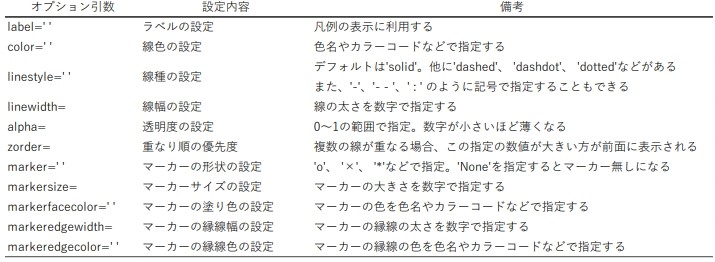 オプション引数 設定内容 備考
label=' ' ラベルの設定 凡例の表示に利用する
color=' ' 線色の設定 色名やカラーコードなどで指定する
linestyle=' ' 線種の設定 デフォルトは'solid'。他に'dashed'、 'dashdot'、 'dotted'などがある
また、'-'、'- - '、' : ' のように記号で指定することもできる
linewidth= 線幅の設定 線の太さを数字で指定する
alpha= 透明度の設定 0～1の範囲で指定。数字が小さいほど薄くなる
zorder= 重なり順の優先度 複数の線が重なる場合、この指定の数値が大きい方が前面に表示される
marker=' ' マーカーの形状の設定 'o'、 '×'、 '*'などで指定。'None'を指定するとマーカー無しになる
markersize= マーカーサイズの設定 マーカーの大きさを数字で指定する
markerfacecolor=' ' マーカーの塗り色の設定 マーカーの色を色名やカラーコードなどで指定する
markeredgewidth= マーカーの縁線幅の設定 マーカーの縁線の太さを数字で指定する
markeredgecolor=' ' マーカーの縁線色の設定 マーカーの縁線の色を色名やカラーコードなどで指定する